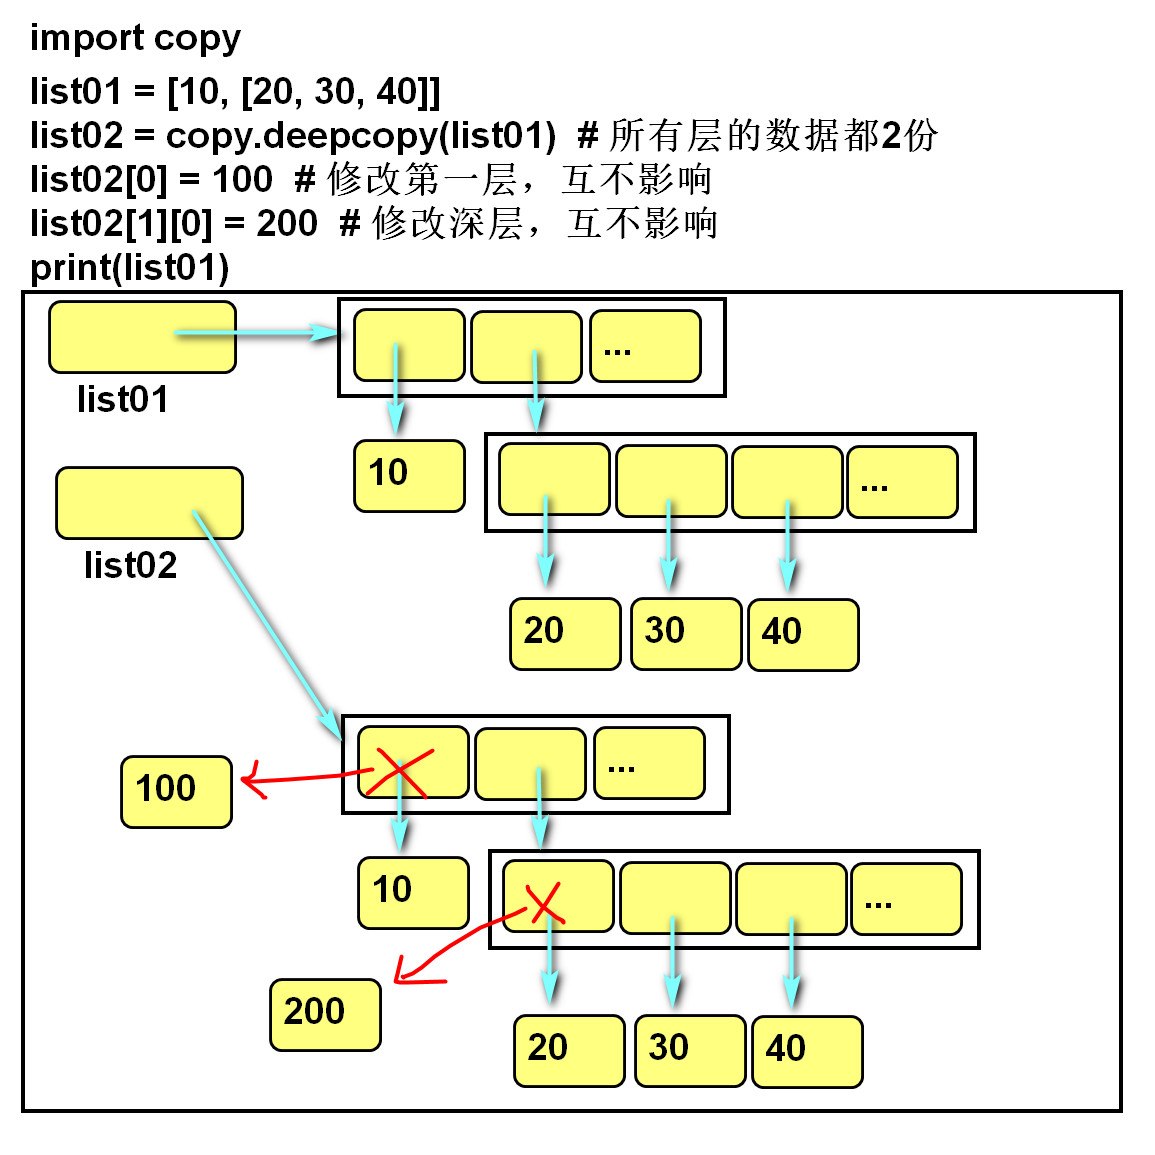 import copy
list01 = [10, [20, 30, 40]]
list02 = copy.deepcopy(list01)  # 所有层的数据都2份
list02[0] = 100  # 修改第一层，互不影响
list02[1][0] = 200  # 修改深层，互不影响
print(list01)
...
list01
10
...
list02
20 30 40
...
100
10
...
200
20 30 40